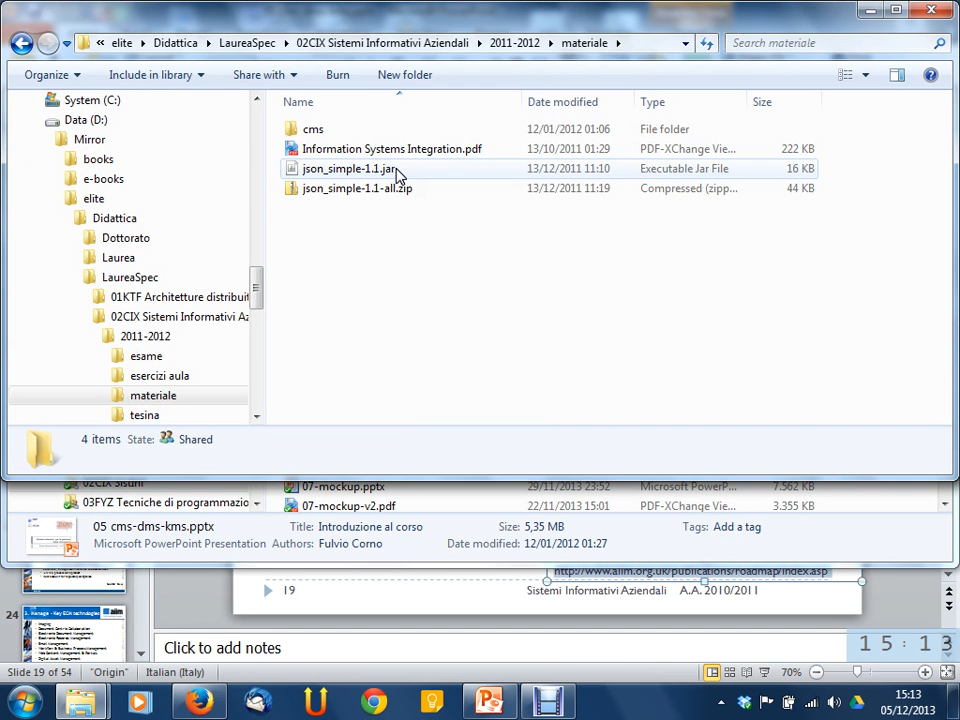 « elite ▸ Didattica ▸ LaureaSpec ▸ 02CIX Sistemi Informativi Aziendali ▸ 2011-2012 ▸ materiale ▸
Search materiale
Organize Include in library Share with Burn New folder
System (C:)
Data (D:)
Mirror
books
e-books
elite
Didattica
Dottorato
Laurea
LaureaSpec
01KTF Architetture distribuit
02CIX Sistemi Informativi Az
2011-2012
esame
esercizi aula
materiale
tesina
Name Date modified Type Size
cms 12/01/2012 01:06 File folder
Information Systems Integration.pdf 13/10/2011 01:29 PDF-XChange Vie... 222 KB
json_simple-1.1.jar 13/12/2011 11:10 Executable Jar File 16 KB
json_simple-1.1-all.zip 13/12/2011 11:19 Compressed (zipp... 44 KB
4 items State: Shared
07-mockup.pptx 29/11/2013 23:52 Microsoft PowerP... 7.562 KB
03FYZ Tecniche di programmazio
07-mockup-v2.pdf 22/11/2013 15:01 PDF-XChange Vie... 3.355 KB
05 cms-dms-kms.pptx Title: Introduzione al corso Size: 5,35 MB Tags: Add a tag
Microsoft PowerPoint Presentation Authors: Fulvio Corno Date modified: 12/01/2012 01:27
http://www.aiim.org.uk/publications/roadmap/index.asp
19 Sistemi Informativi Aziendali A.A. 2010/2011
24
Click to add notes
15:13
Slide 19 of 54 "Origin" Italian (Italy) 70%
15:13
05/12/2013